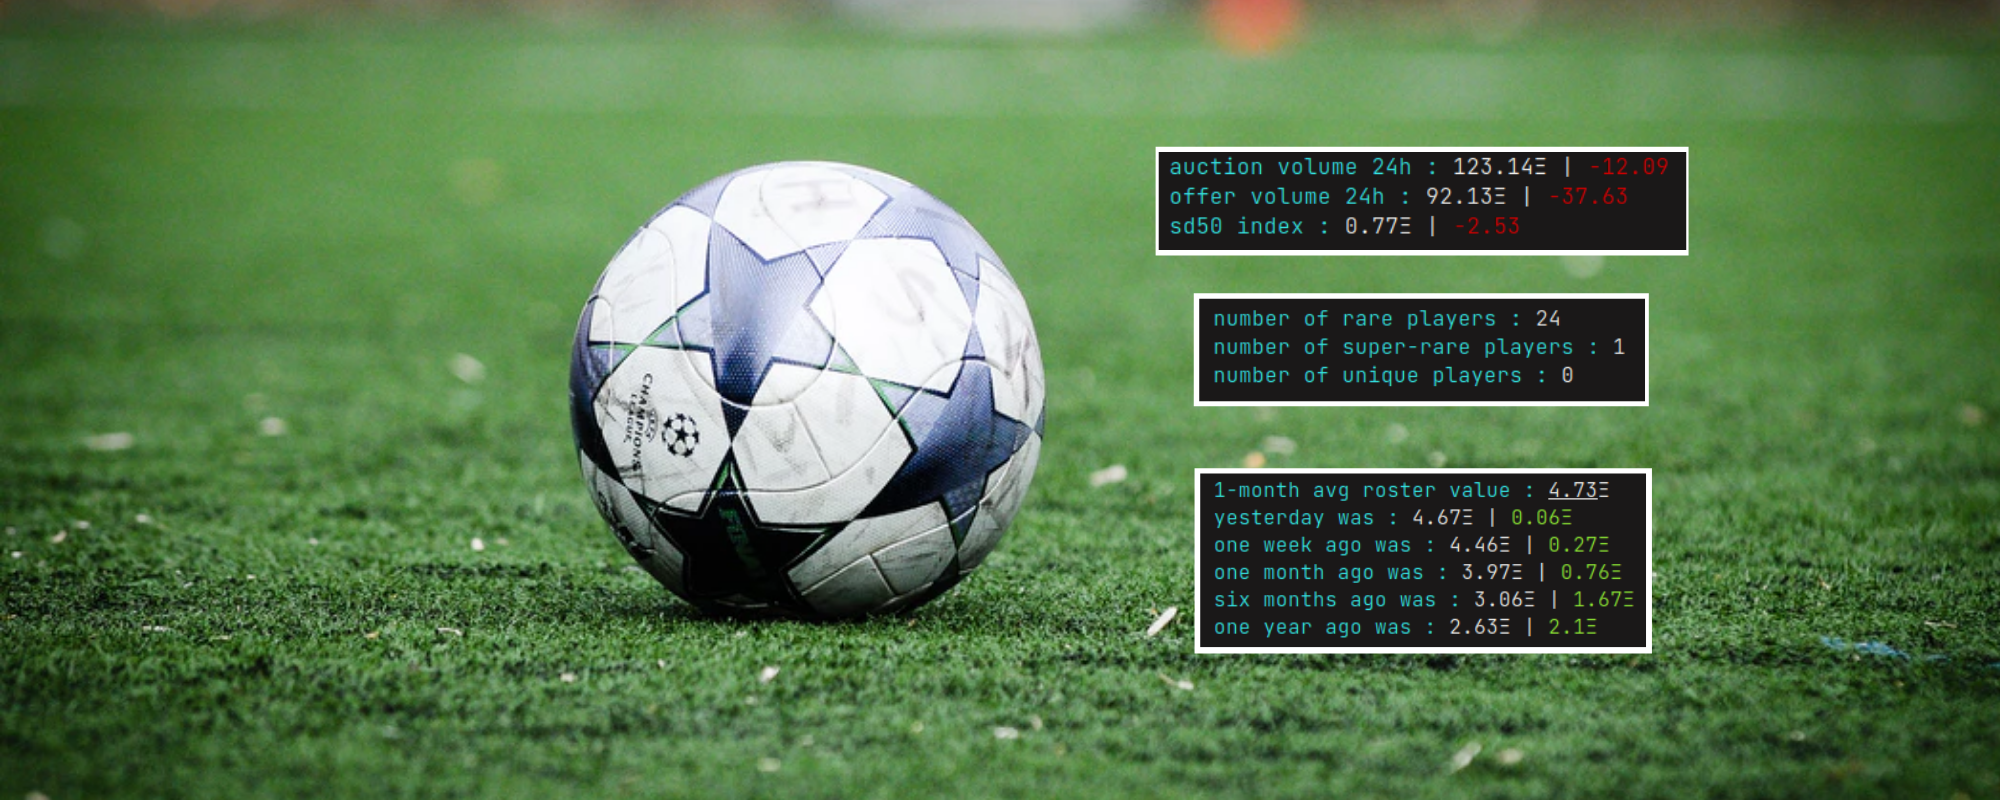 CHAMPIONS
LEAGUE
auction volume 24h : 123.14Ξ | -12.09
offer volume 24h : 92.13Ξ | -37.63
sd50 index : 0.77Ξ | -2.53
number of rare players : 24
number of super-rare players : 1
number of unique players : 0
1-month avg roster value : 4.73Ξ
yesterday was : 4.67Ξ | 0.06Ξ
one week ago was : 4.46Ξ | 0.27Ξ
one month ago was : 3.97Ξ | 0.76Ξ
six months ago was : 3.06Ξ | 1.67Ξ
one year ago was : 2.63Ξ | 2.1Ξ